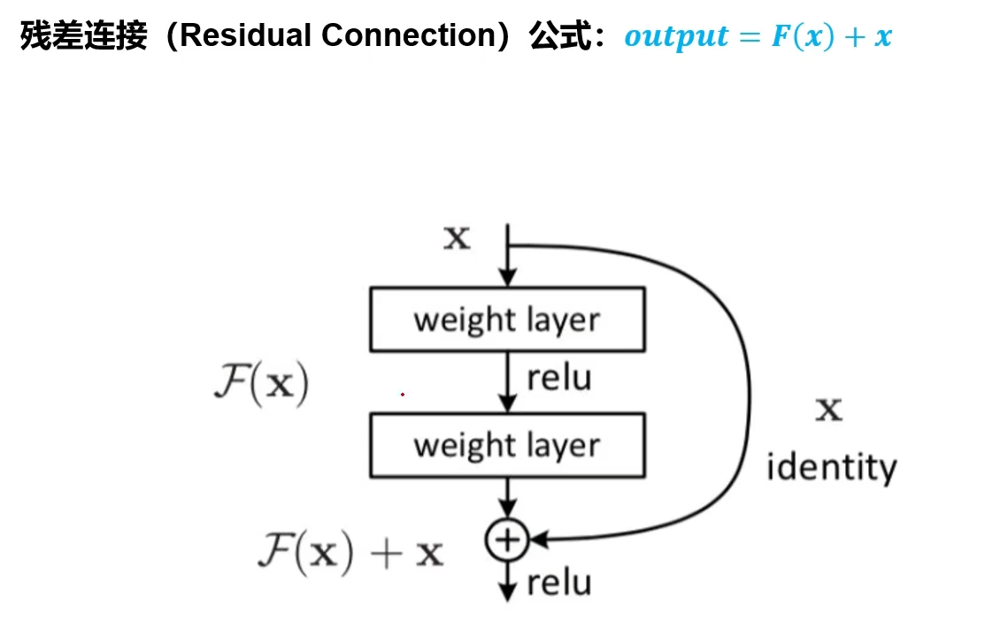 残差连接（Residual Connection）公式：output = F(x) + x
x
weight layer
relu
F(x)
x
identity
weight layer
F(x) + x
+
relu